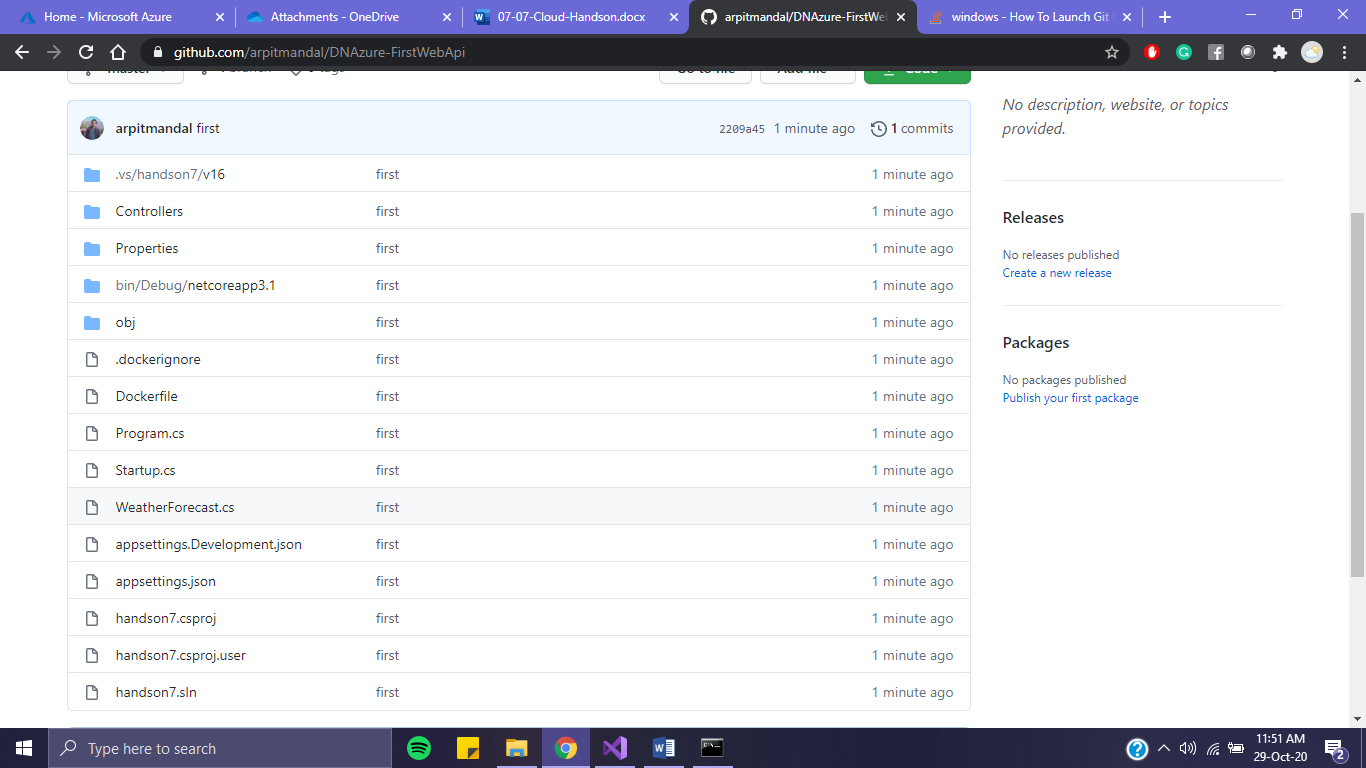 Home - Microsoft Azure
Attachments - OneDrive
07-07-Cloud-Handson.docx
arpitmandal/DNAzure-FirstWeb
windows - How To Launch Git
github.com/arpitmandal/DNAzure-FirstWebApi
master
tags
Go to file
Add file
Code
No description, website, or topics
provided.
arpitmandal first 2209a45 1 minute ago 1 commits
.vs/handson7/v16 first 1 minute ago
Controllers first 1 minute ago
Properties first 1 minute ago
bin/Debug/netcoreapp3.1 first 1 minute ago
obj first 1 minute ago
.dockerignore first 1 minute ago
Dockerfile first 1 minute ago
Program.cs first 1 minute ago
Startup.cs first 1 minute ago
WeatherForecast.cs first 1 minute ago
appsettings.Development.json first 1 minute ago
appsettings.json first 1 minute ago
handson7.csproj first 1 minute ago
handson7.csproj.user first 1 minute ago
handson7.sln first 1 minute ago
Releases
No releases published
Create a new release
Packages
No packages published
Publish your first package
Type here to search
11:51 AM
29-Oct-20
2